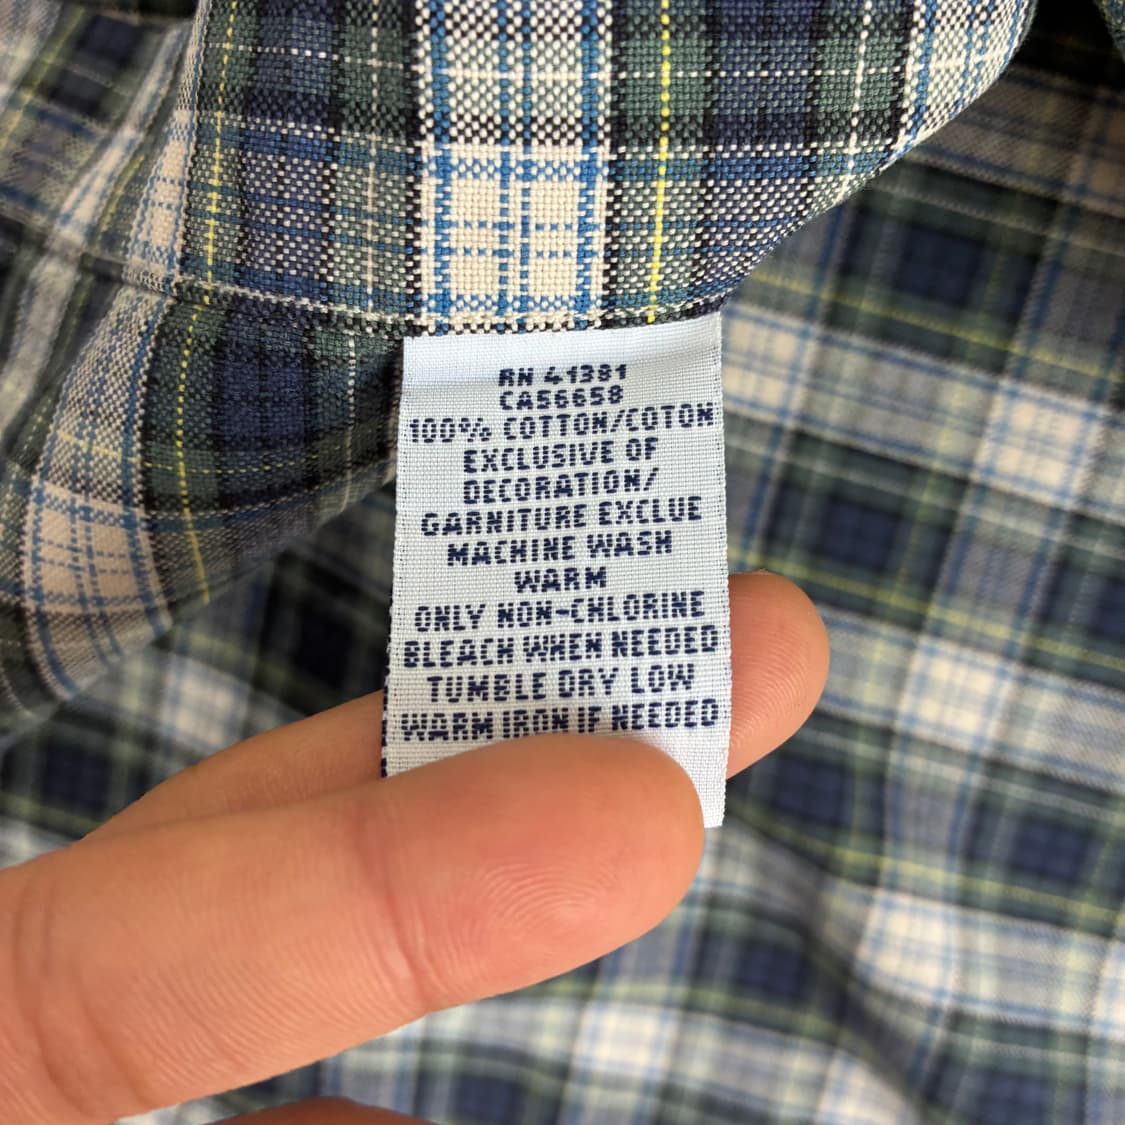 RN 41381
CA56658
100% COTTON/COTON
EXCLUSIVE OF
DECORATION/
GARNITURE EXCLUE
MACHINE WASH
WARM
ONLY NON-CHLORINE
BLEACH WHEN NEEDED
TUMBLE DRY LOW
WARM IRON IF NEEDED